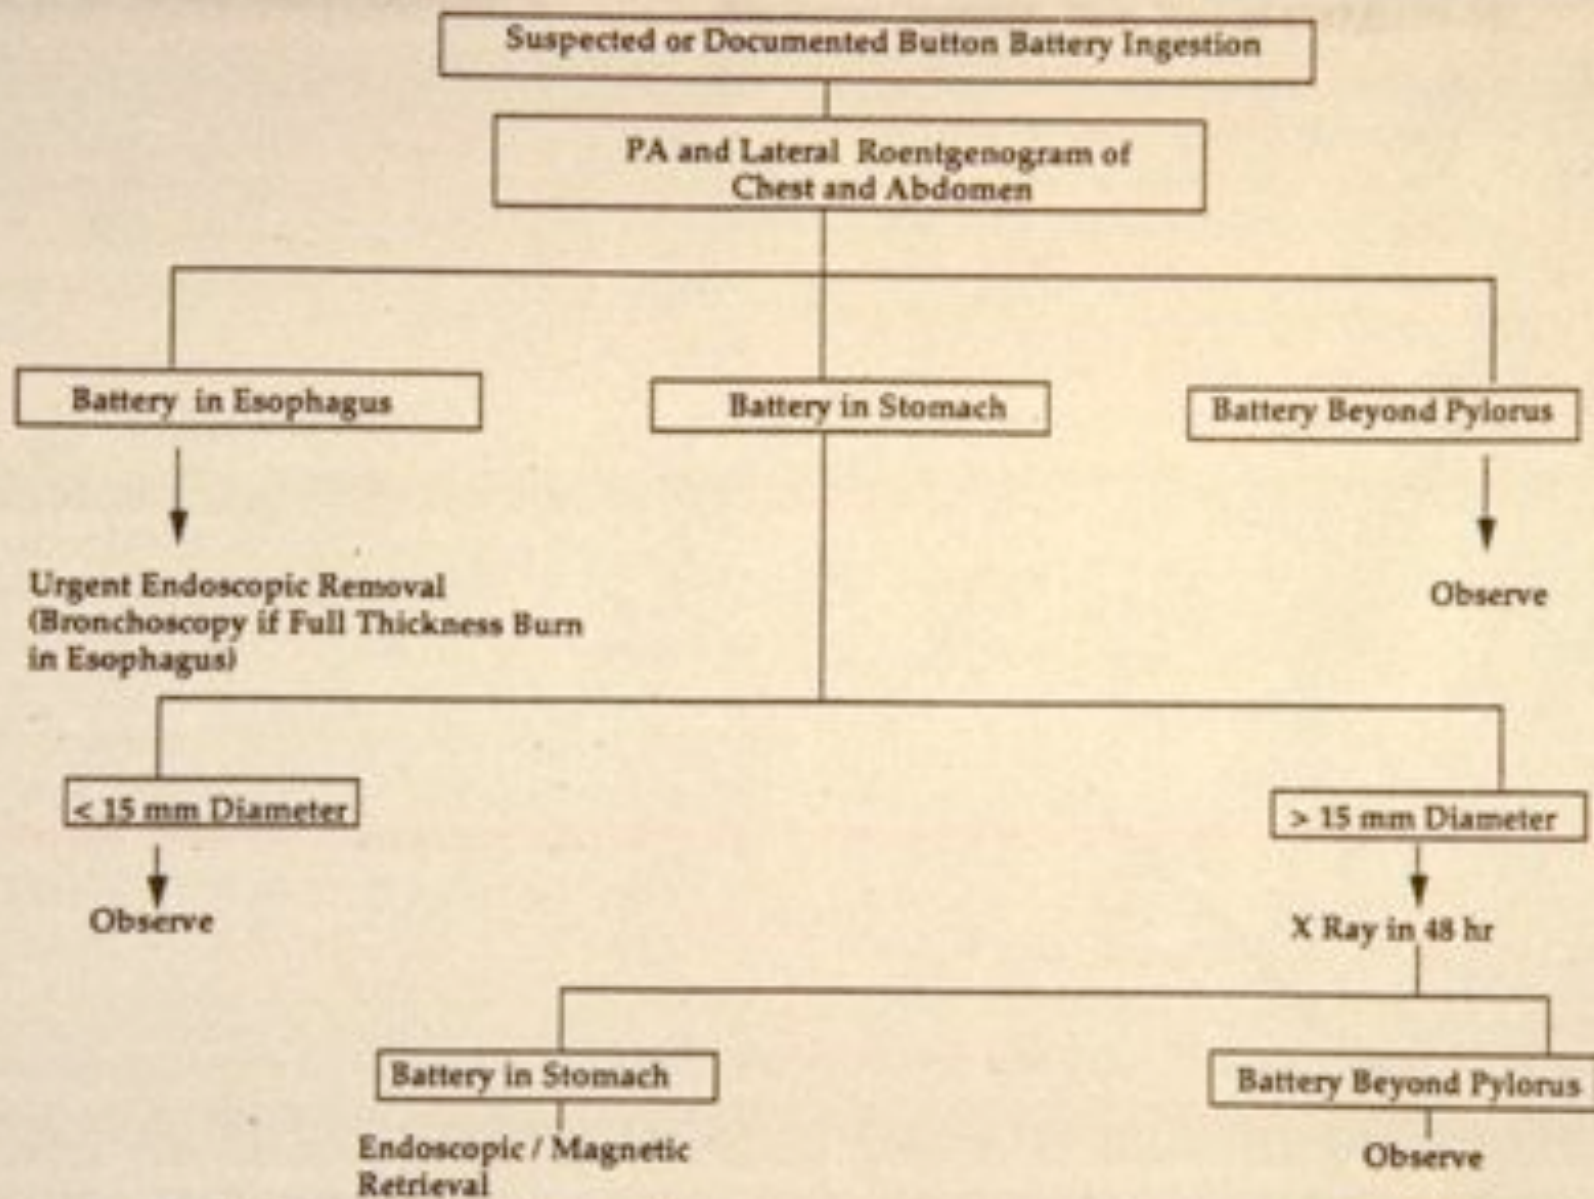 Suspected or Documented Button Battery Ingestion
PA and Lateral Roentgenogram of
Chest and Abdomen
Battery in Esophagus
Battery in Stomach
Battery Beyond Pylorus
Urgent Endoscopic Removal
(Bronchoscopy if Full Thickness Burn
in Esophagus)
Observe
< 15 mm Diameter
> 15 mm Diameter
Observe
X Ray in 48 hr
Battery in Stomach
Battery Beyond Pylorus
Endoscopic / Magnetic
Retrieval
Observe